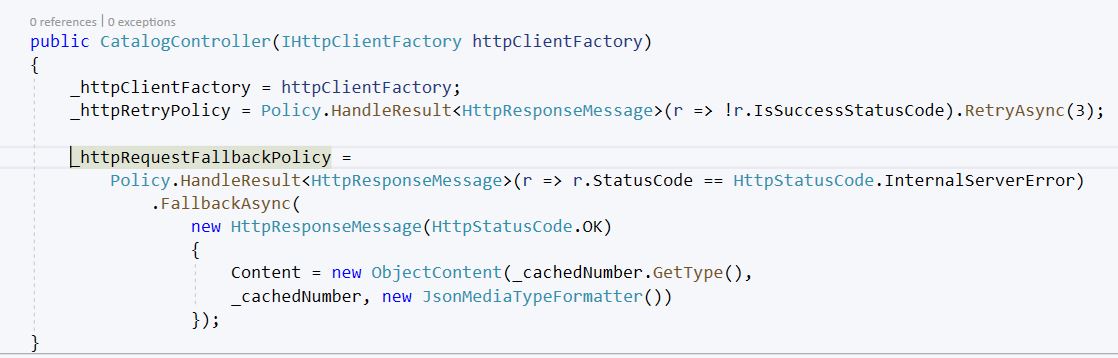 0 references | 0 exceptions
public CatalogController(IHttpClientFactory httpClientFactory)
{
_httpClientFactory = httpClientFactory;
_httpRetryPolicy = Policy.HandleResult<HttpResponseMessage>(r => !r.IsSuccessStatusCode).RetryAsync(3);
_httpRequestFallbackPolicy =
Policy.HandleResult<HttpResponseMessage>(r => r.StatusCode == HttpStatusCode.InternalServerError)
.FallbackAsync(
new HttpResponseMessage(HttpStatusCode.OK)
{
Content = new ObjectContent(_cachedNumber.GetType(),
_cachedNumber, new JsonMediaTypeFormatter())
});
}